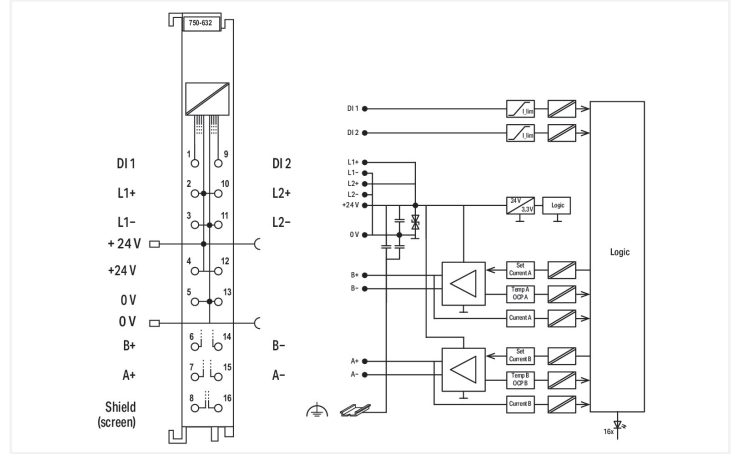 750-632
1 9
DI 1 DI 2
2 10
L1+ L2+
3 11
L1− L2−
+ 24 V
4 12
+24 V
5 13
0 V
0 V
6 14
B+ B−
7 15
A+ A−
8 16
Shield
(screen)
DI 1
I_lim
DI 2
I_lim
L1+
L1−
L2+
L2−
+24 V
24 V
3,3V
Logic
0 V
Logic
B+
B−
Set
Current A
Temp A
OCP A
Current A
A+
A−
Set
Current B
Temp B
OCP B
Current B
16x